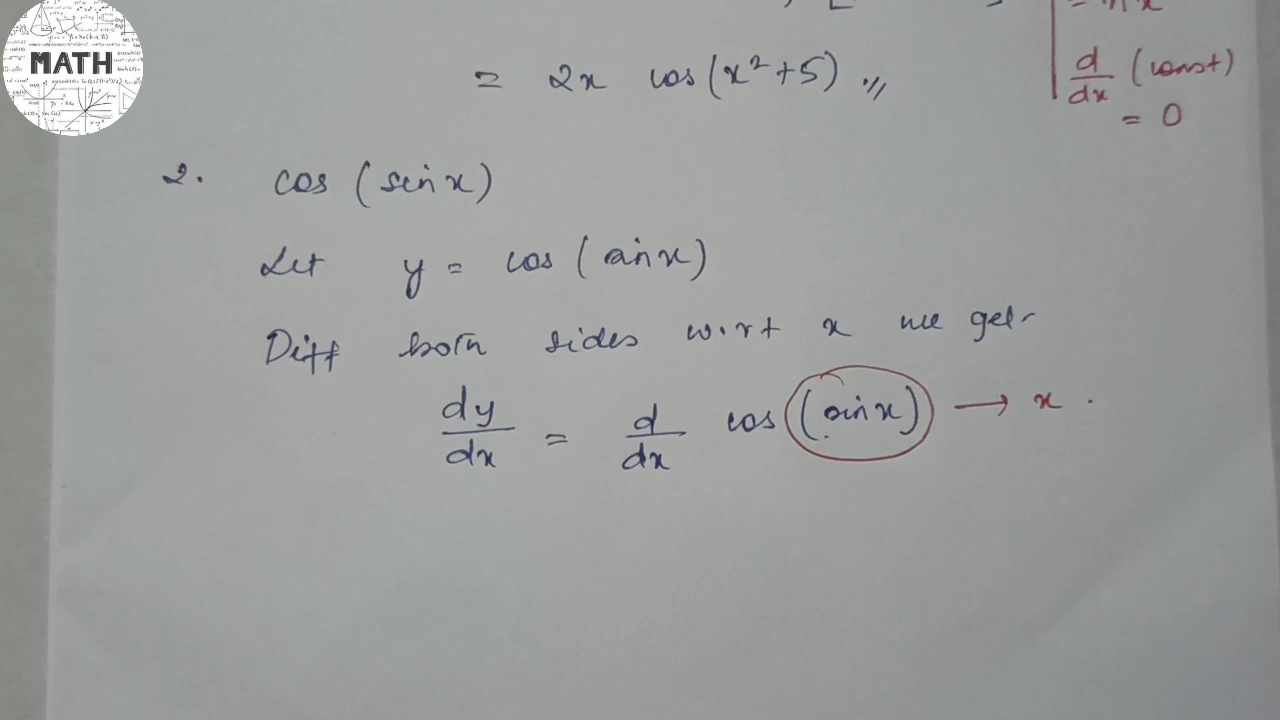 MATH
= 2x cos(x²+5) //
d/dx (const)
= 0
2. cos (sin x)
Let y = cos (sin x)
Diff both sides w.r.t x we get
dy/dx = d/dx cos (sin x) → x .